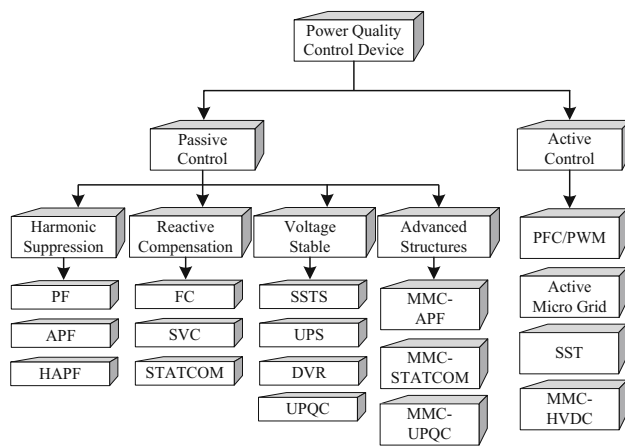 Power Quality
Control Device
Passive
Control
Active
Control
Harmonic
Suppression
Reactive
Compensation
Voltage
Stable
Advanced
Structures
PFC/PWM
PF
APF
HAPF
FC
SVC
STATCOM
SSTS
UPS
DVR
UPQC
MMC-
APF
MMC-
STATCOM
MMC-
UPQC
Active
Micro Grid
SST
MMC-
HVDC